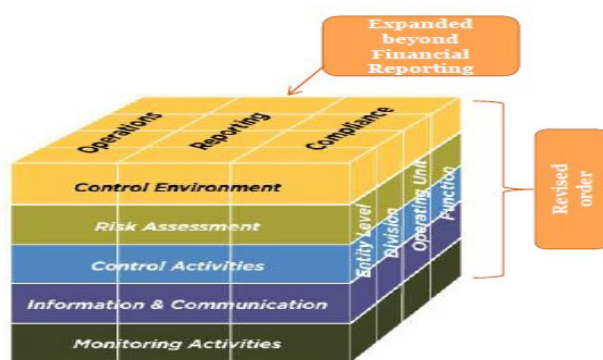 Expanded
beyond
Financial
Reporting
Operations
Reporting
Compliance
Control Environment
Risk Assessment
Control Activities
Information & Communication
Monitoring Activities
Entity Level
Division
Operating Unit
Function
Revised
order